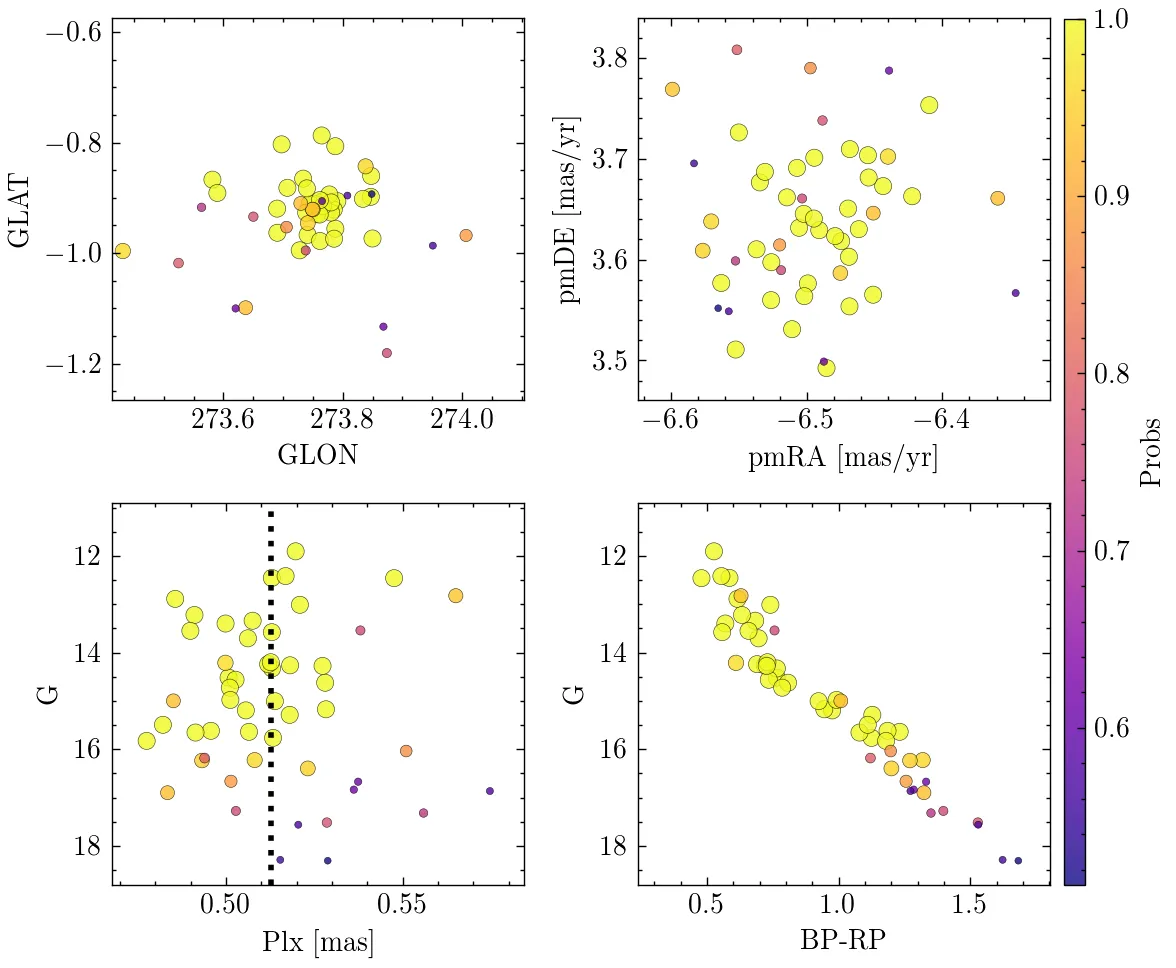 −0.6
−0.8
−1.0
−1.2
GLAT
273.6 273.8 274.0
GLON
3.8
3.7
3.6
3.5
pmDE [mas/yr]
−6.6 −6.5 −6.4
pmRA [mas/yr]
1.0
0.9
0.8
0.7
0.6
Probs
12
14
16
18
G
0.50 0.55
Plx [mas]
12
14
16
18
G
0.5 1.0 1.5
BP-RP